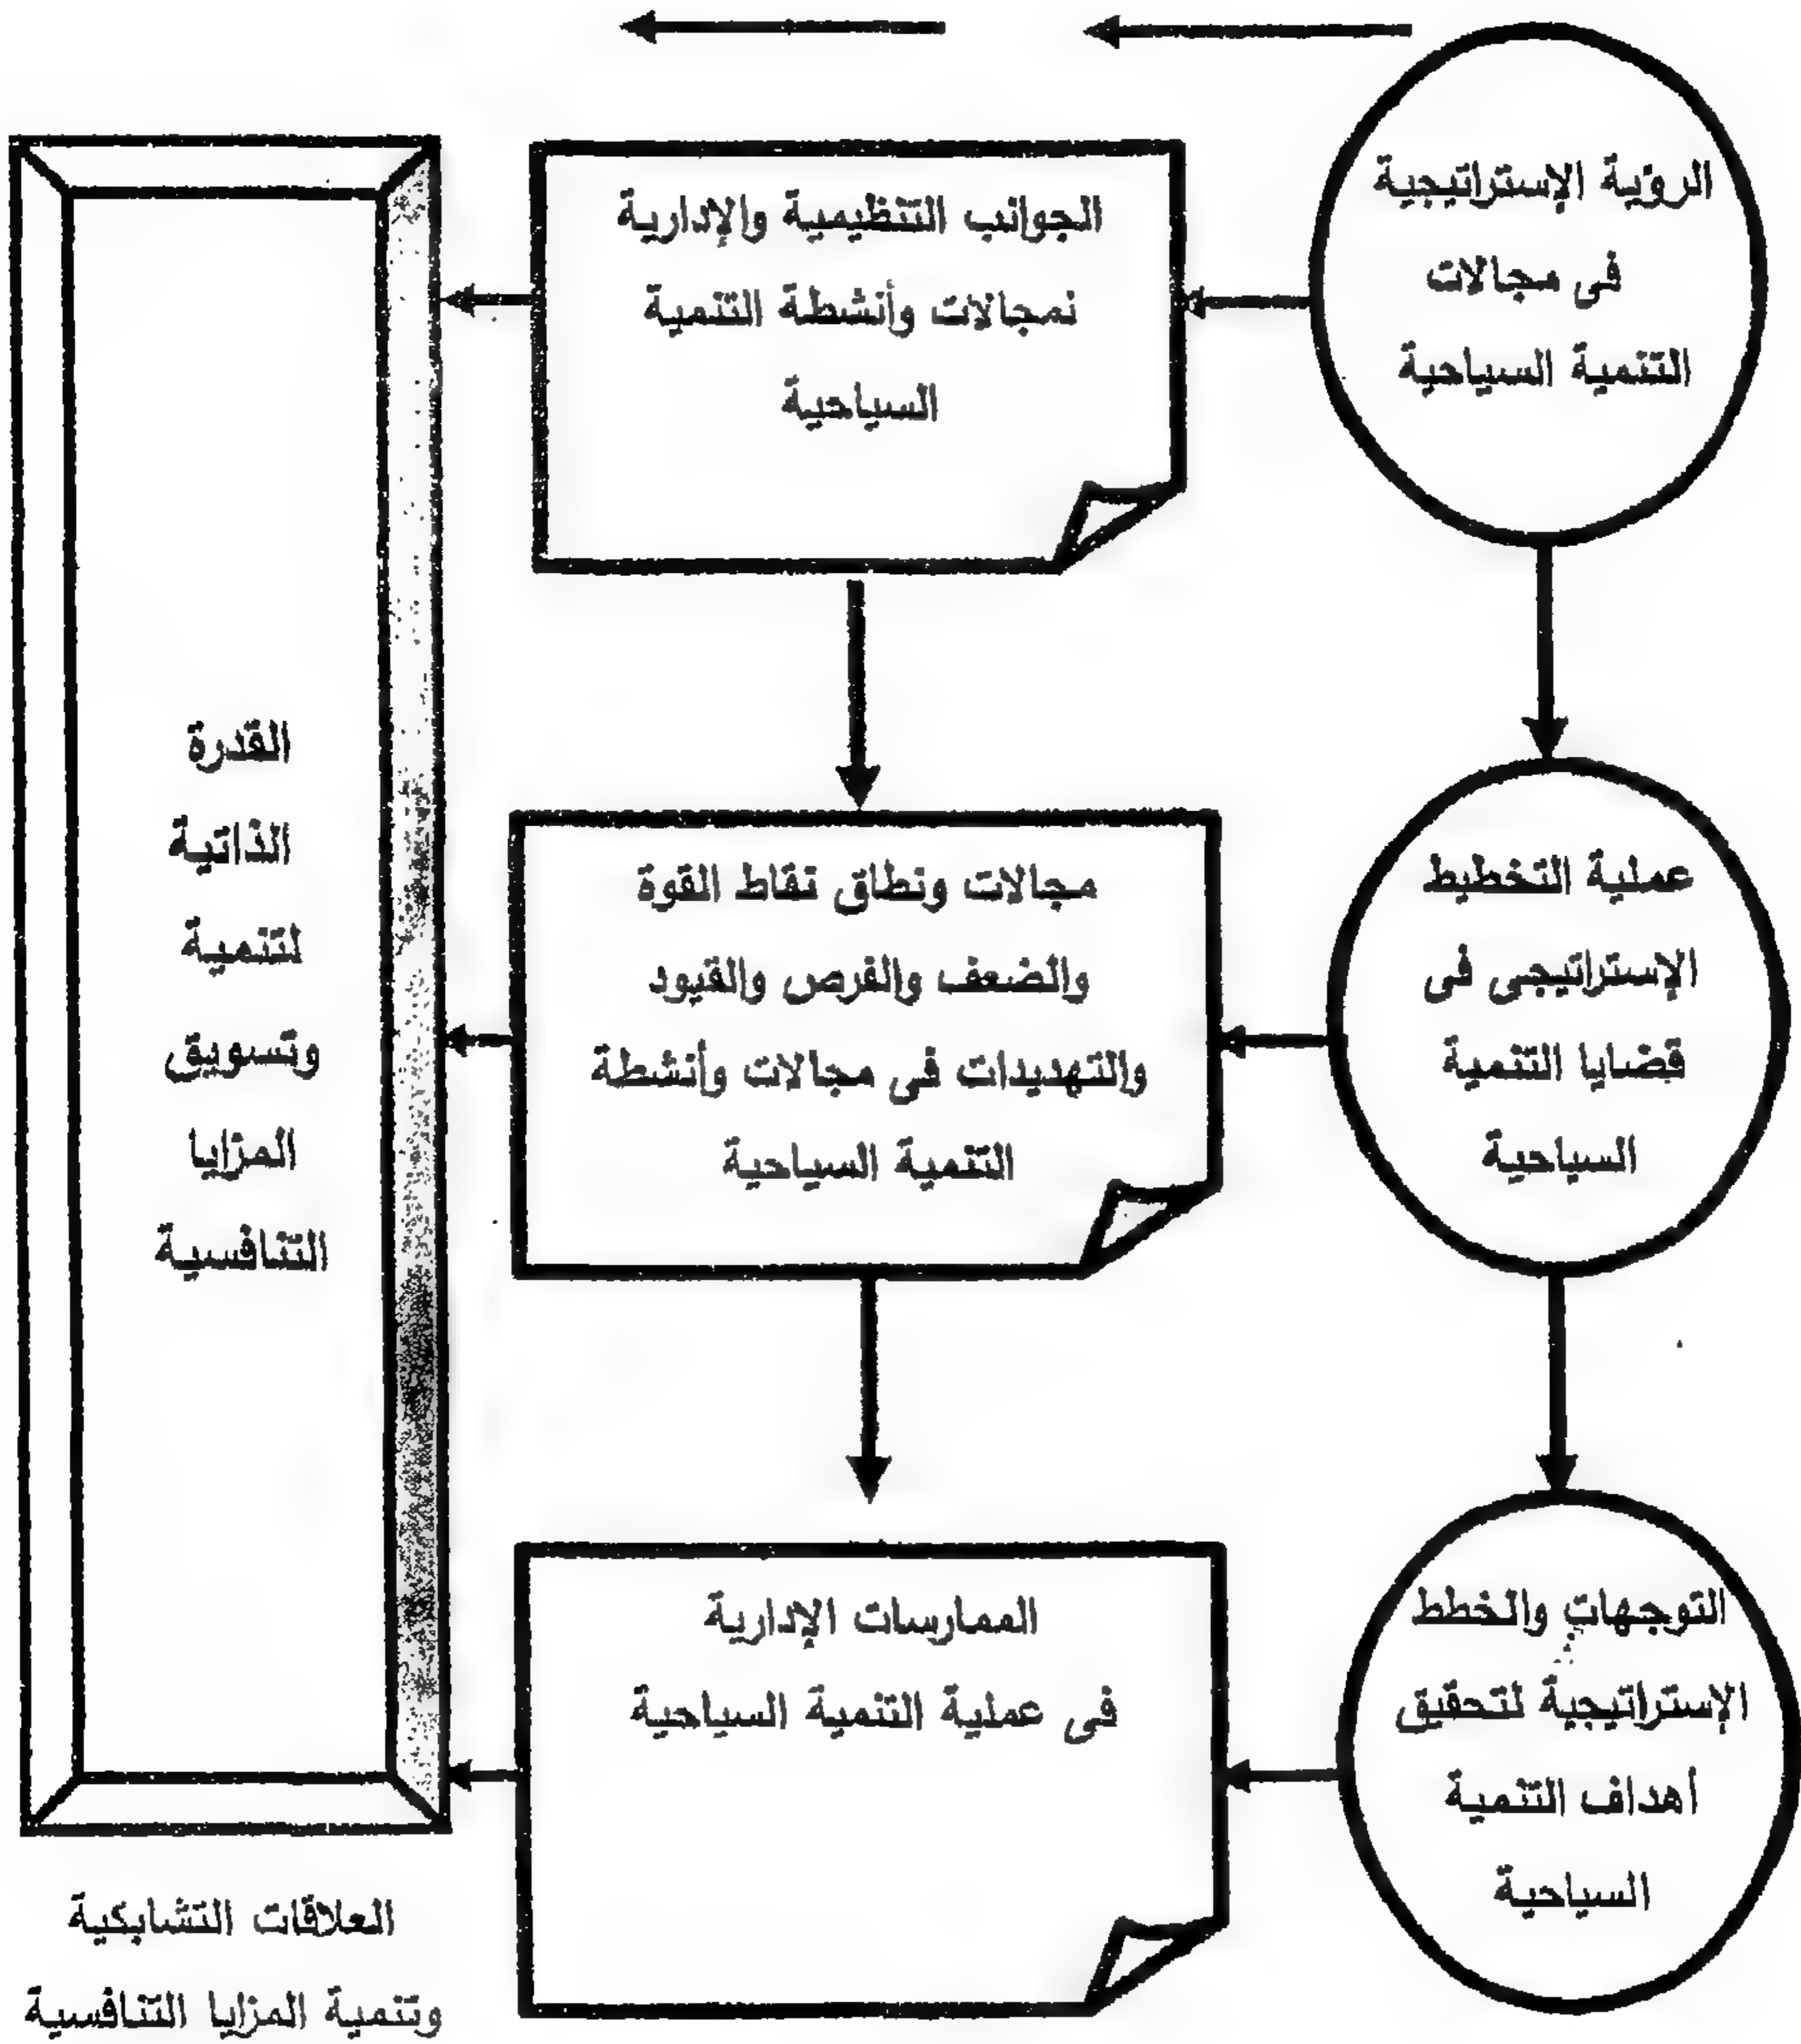 الرؤية الإستراتيجية
فى مجالات
التنمية السياحية
الجوانب التنظيمية والإدارية
نمجالات وأنشطة التنمية
السياحية
عملية التخطيط
الإستراتيجى فى
قضايا التنمية
السياحية
مجالات ونطاق نقاط القوة
والضعف والفرص والقيود
والتهديدات فى مجالات وأنشطة
التنمية السياحية
التوجهات والخطط
الإستراتيجية لتحقيق
أهداف التنمية
السياحية
الممارسات الإدارية
فى عملية التنمية السياحية
القدرة
الذاتية
لتنمية
وتسويق
المزايا
التنافسية
العلاقات التشابكية
وتنمية المزايا التنافسية